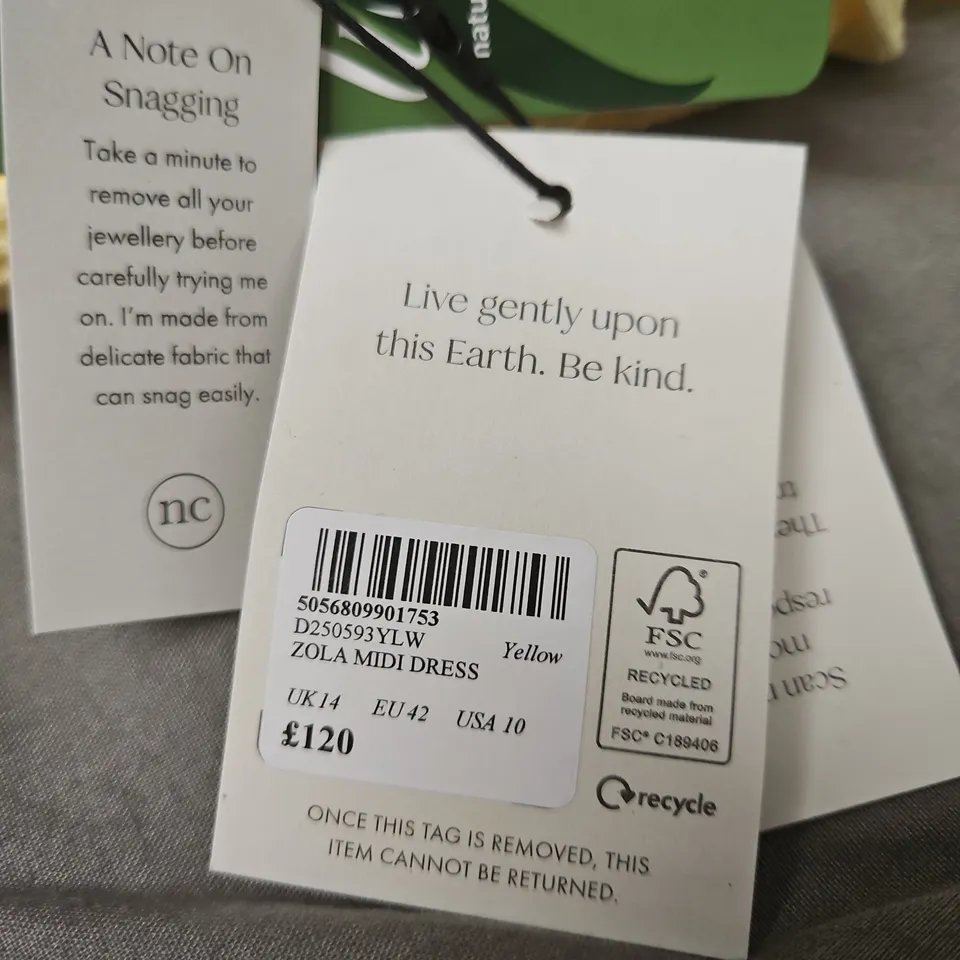 A Note On
Snagging
Take a minute to
remove all your
jewellery before
carefully trying me
on. I'm made from
delicate fabric that
can snag easily.
nc
Live gently upon
this Earth. Be kind.
5056809901753
D250593YLW Yellow
ZOLA MIDI DRESS
UK 14 EU 42 USA 10
£120
FSC®
www.fsc.org
RECYCLED
Board made from
recycled material
FSC® C189406
recycle
ONCE THIS TAG IS REMOVED, THIS
ITEM CANNOT BE RETURNED.
Scan